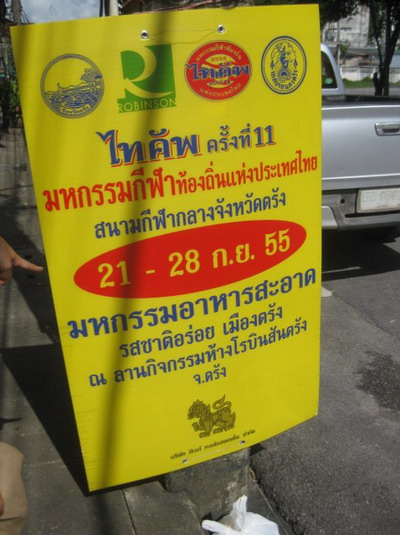 ROBINSON
ไทคัพ
ไทคัพ ครั้งที่ 11
มหกรรมกีฬาท้องถิ่นแห่งประเทศไทย
สนามกีฬากลางจังหวัดตรัง
21 - 28 ก.ย. 55
มหกรรมอาหารสะอาด
รสชาติอร่อย เมืองตรัง
ณ ลานกิจกรรมห้างโรบินสันตรัง
จ.ตรัง